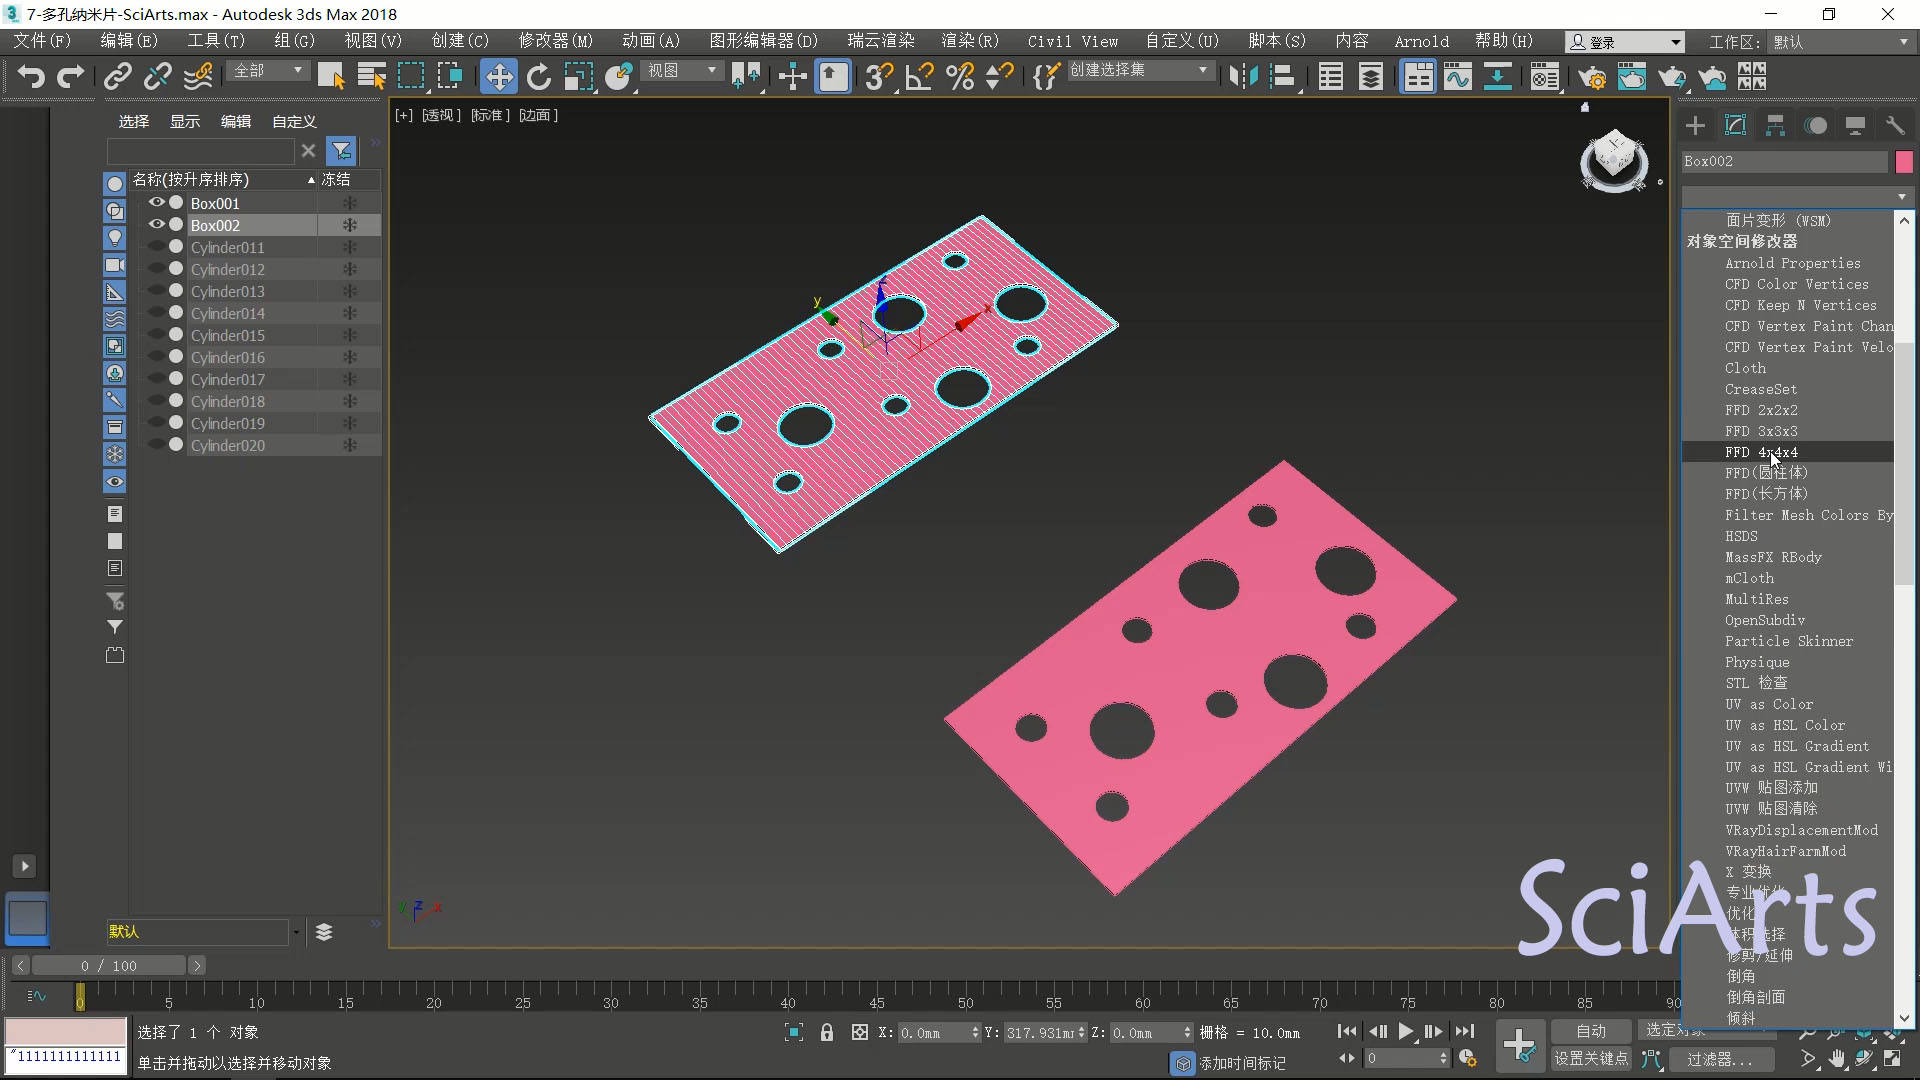 7-多孔纳米片-SciArts.max - Autodesk 3ds Max 2018
文件(F) 编辑(E) 工具(T) 组(G) 视图(V) 创建(C) 修改器(M) 动画(A) 图形编辑器(D) 瑞云渲染 渲染(R) Civil View 自定义(U) 脚本(S) 内容 Arnold 帮助(H) 登录 工作区: 默认
全部 视图 创建选择集
选择 显示 编辑 自定义
[+] [透视] [标准] [边面]
名称(按升序排序) 冻结
Box001
Box002
Cylinder011
Cylinder012
Cylinder013
Cylinder014
Cylinder015
Cylinder016
Cylinder017
Cylinder018
Cylinder019
Cylinder020
Box002
面片变形 (WSM)
对象空间修改器
Arnold Properties
CFD Color Vertices
CFD Keep N Vertices
CFD Vertex Paint Chan
CFD Vertex Paint Velo
Cloth
CreaseSet
FFD 2x2x2
FFD 3x3x3
FFD 4x4x4
FFD(圆柱体)
FFD(长方体)
Filter Mesh Colors By
HSDS
MassFX RBody
mCloth
MultiRes
OpenSubdiv
Particle Skinner
Physique
STL 检查
UV as Color
UV as HSL Color
UV as HSL Gradient
UV as HSL Gradient Wi
UVW 贴图添加
UVW 贴图清除
VRayDisplacementMod
VRayHairFarmMod
X 变换
专业优化
优化
体积选择
修剪/延伸
倒角
倒角剖面
倾斜
SciArts
y x z
y z x
默认
0 / 100
0 5 10 15 20 25 30 35 40 45 50 55 60 65 70 75 80 85 90
选择了 1 个 对象 X: 0.0mm Y: 317.931mm Z: 0.0mm 栅格 = 10.0mm 自动 选定对象
"1111111111111 单击并拖动以选择并移动对象 添加时间标记 0 设置关键点 过滤器...